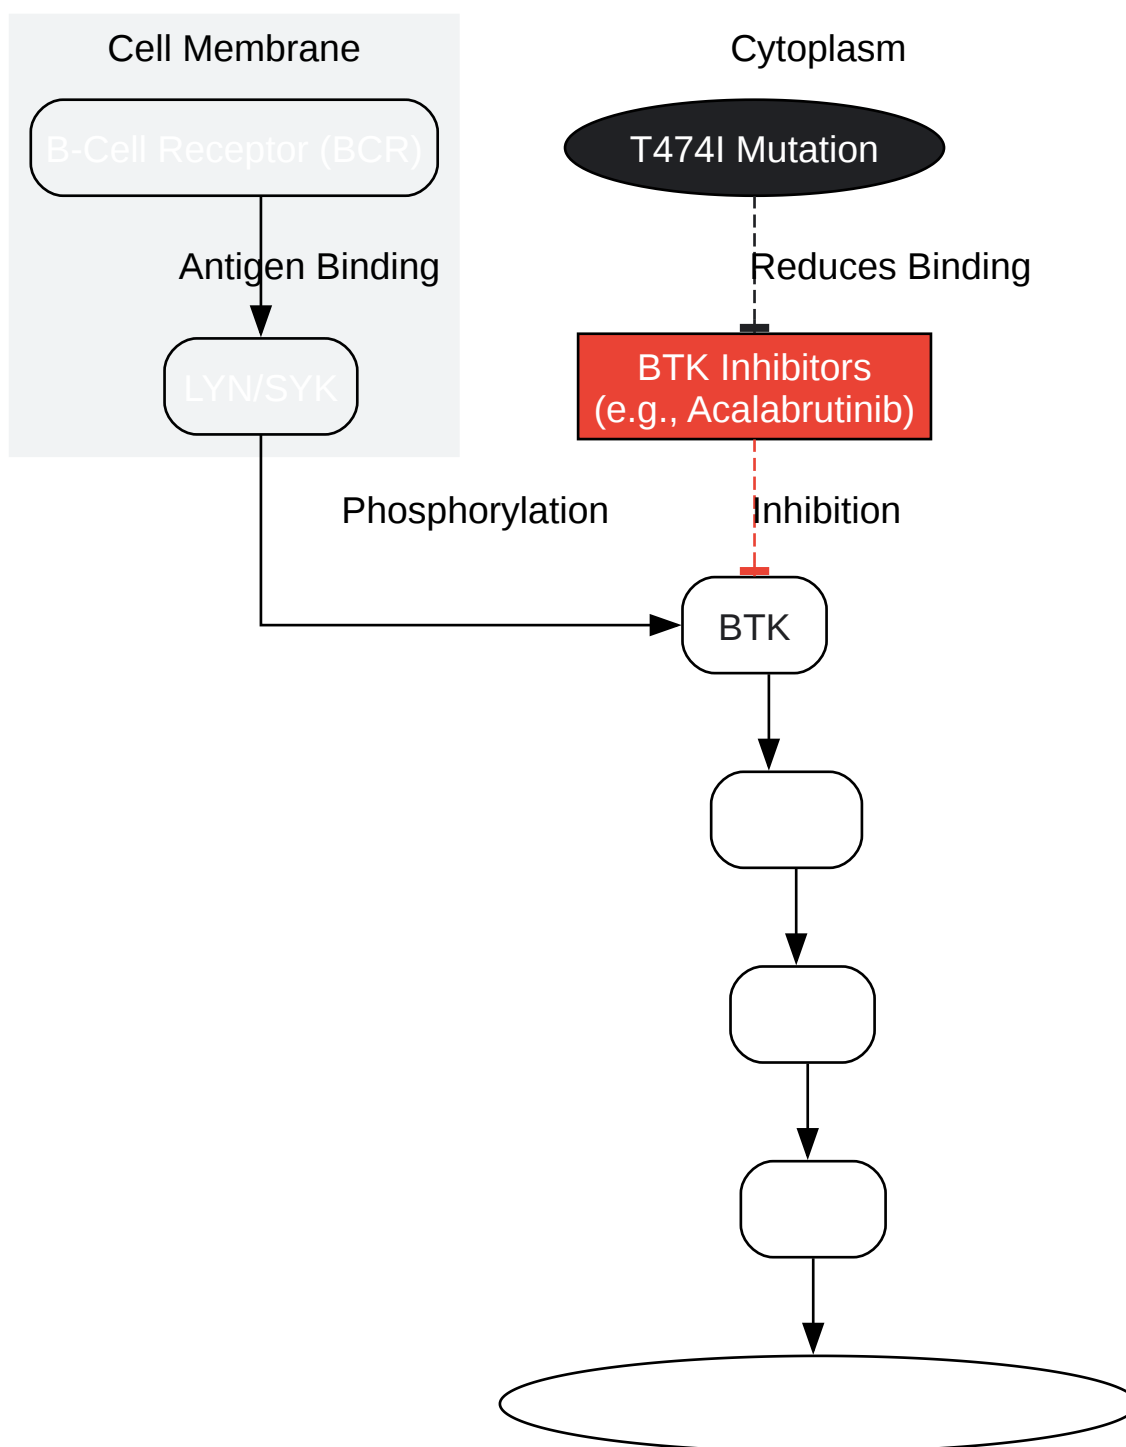 Cell Membrane
Cytoplasm
B-Cell Receptor (BCR)
T474I Mutation
Antigen Binding
Reduces Binding
LYN/SYK
BTK Inhibitors
(e.g., Acalabrutinib)
Phosphorylation
Inhibition
BTK